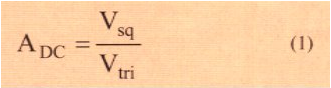 A_DC = V_sq / V_tri (1)